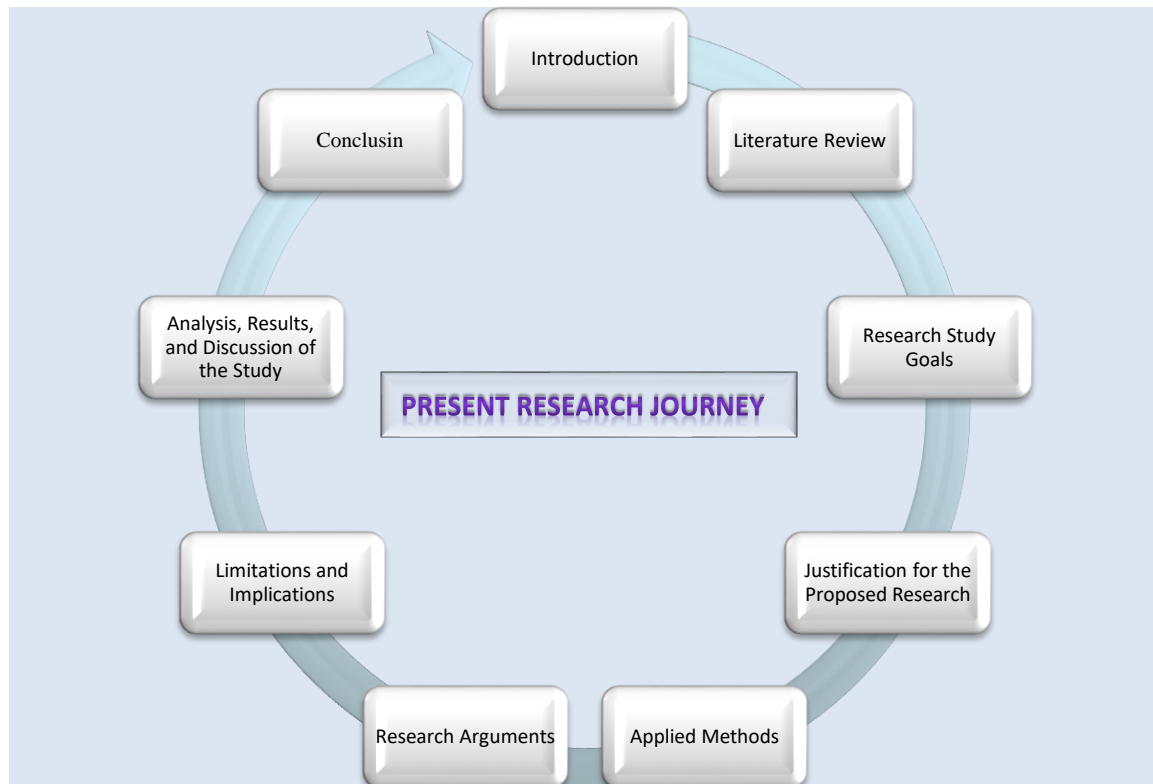 Introduction
Literature Review
Research Study
Goals
Justification for the
Proposed Research
Applied Methods
Research Arguments
Limitations and
Implications
Analysis, Results,
and Discussion of
the Study
Conclusin
PRESENT RESEARCH JOURNEY